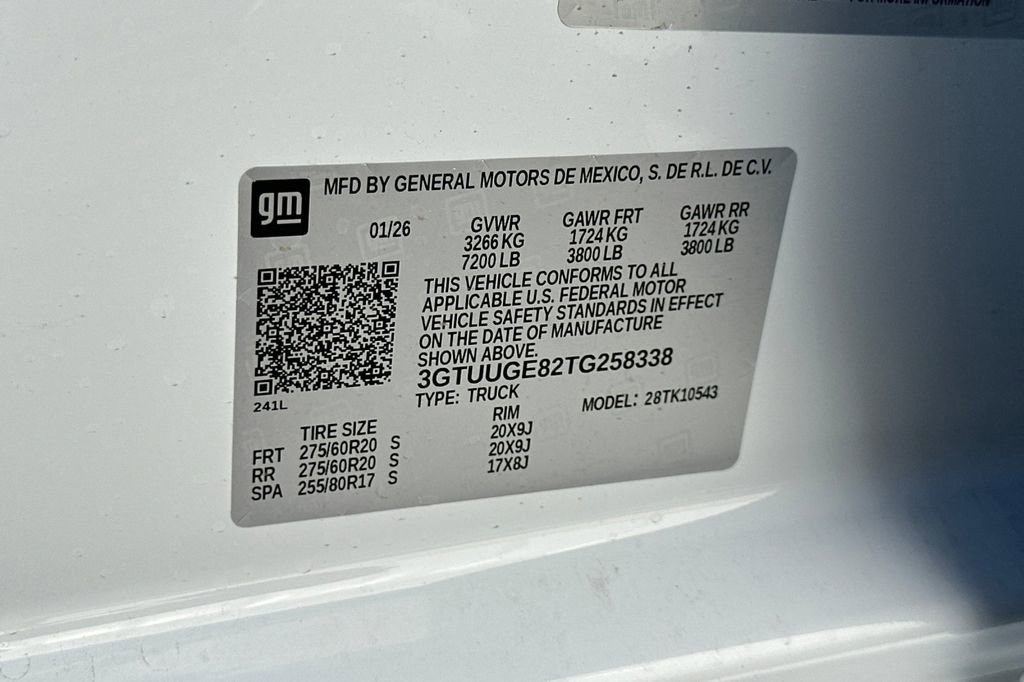 FOR MORE INFORMATION
gm
MFD BY GENERAL MOTORS DE MEXICO, S. DE R.L. DE C.V.
01/26 GVWR GAWR FRT GAWR RR
3266 KG 1724 KG 1724 KG
7200 LB 3800 LB 3800 LB
THIS VEHICLE CONFORMS TO ALL
APPLICABLE U.S. FEDERAL MOTOR
VEHICLE SAFETY STANDARDS IN EFFECT
ON THE DATE OF MANUFACTURE
SHOWN ABOVE.
3GTUUGE82TG258338
TYPE: TRUCK MODEL: 28TK10543
241L
TIRE SIZE RIM
FRT 275/60R20 S 20X9J
RR 275/60R20 S 20X9J
SPA 255/80R17 S 17X8J